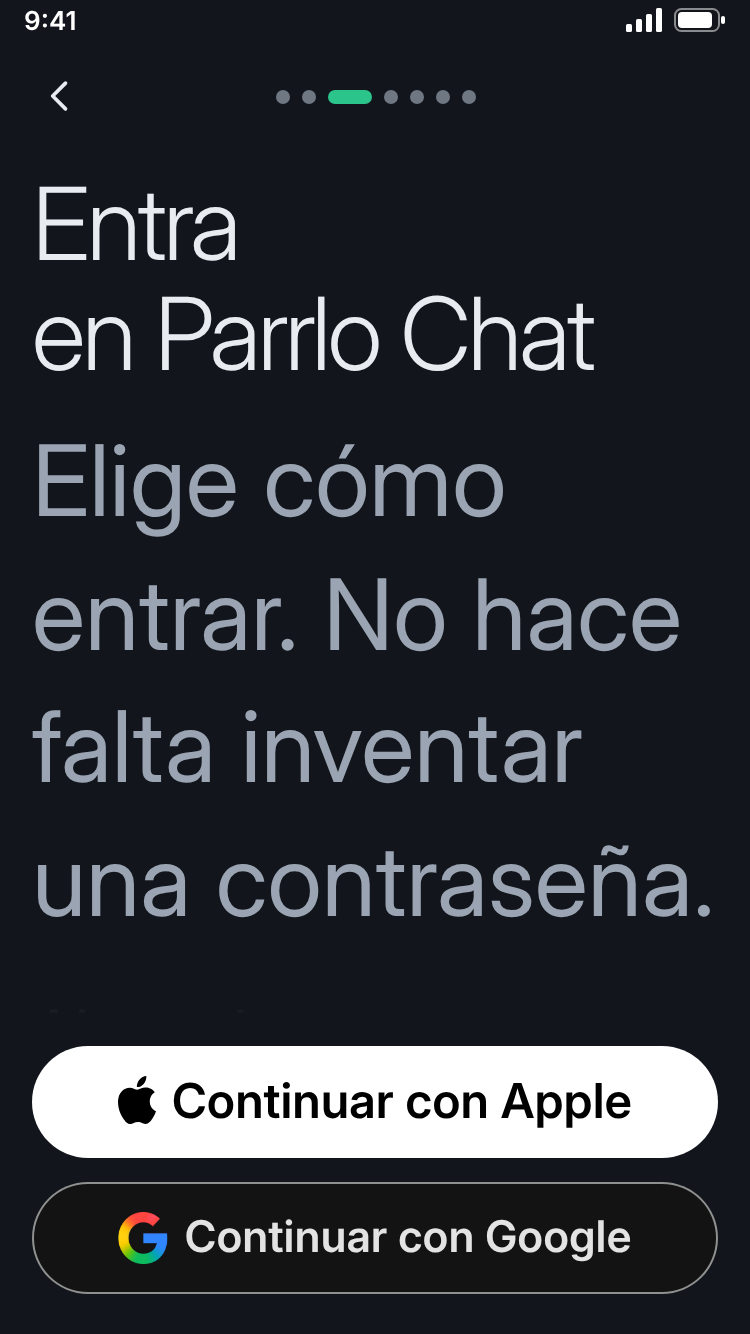 9:41
Entra
en Parrlo Chat
Elige cómo
entrar. No hace
falta inventar
una contraseña.
Continuar con Apple
Continuar con Google